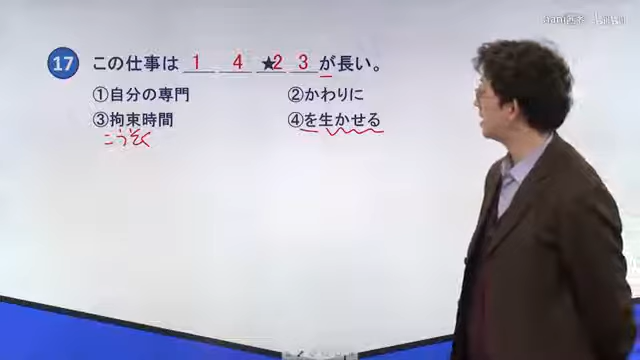 17 この仕事は 1 4 ★2 3 が長い。
①自分の専門 ②かわりに
③拘束時間 ④を生かせる
こうそく